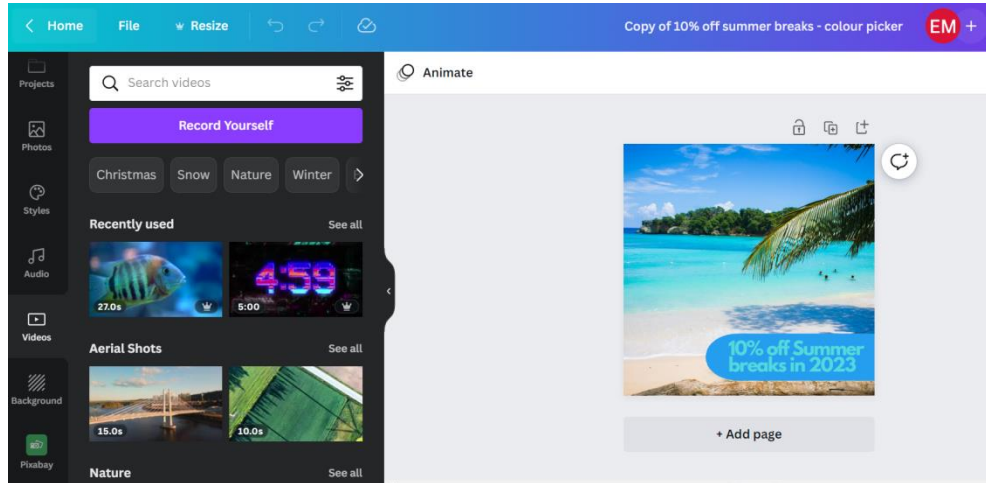 Home File Resize Copy of 10% off summer breaks - colour picker EM +
Projects
Photos
Styles
Audio
Videos
Background
Pixabay
Search videos
Record Yourself
Christmas Snow Nature Winter
Recently used See all
27.0s 4:59 5:00
Aerial Shots See all
15.0s 10.0s
Nature See all
Animate
10% off Summer
breaks in 2023
+ Add page